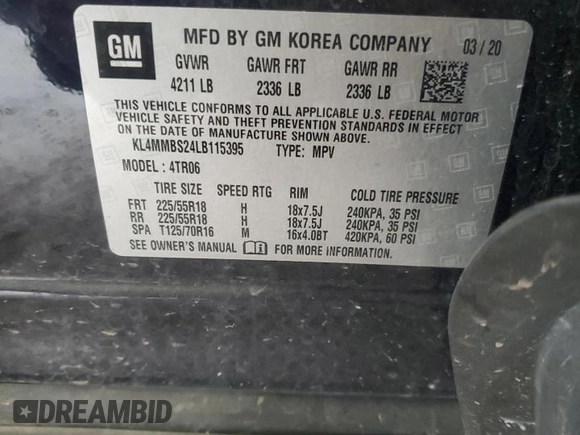 GM
MFD BY GM KOREA COMPANY 03/20
GVWR GAWR FRT GAWR RR
4211 LB 2336 LB 2336 LB
THIS VEHICLE CONFORMS TO ALL APPLICABLE U.S. FEDERAL MOTOR
VEHICLE SAFETY AND THEFT PREVENTION STANDARDS IN EFFECT
ON THE DATE OF MANUFACTURE SHOWN ABOVE.
KL4MMBS24LB115395 TYPE: MPV
MODEL: 4TR06
TIRE SIZE SPEED RTG RIM COLD TIRE PRESSURE
FRT 225/55R18 H 18x7.5J 240KPA, 35 PSI
RR 225/55R18 H 18x7.5J 240KPA, 35 PSI
SPA T125/70R16 M 16x4.0BT 420KPA, 60 PSI
SEE OWNER'S MANUAL FOR MORE INFORMATION.
DREAMBID